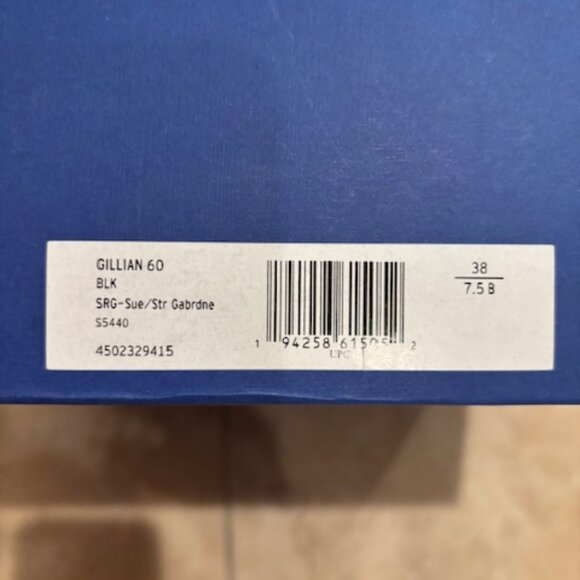 GILLIAN 60
BLK
SRG-Sue/Str Gabrdne
S5440
4502329415
1 94258 61505 2
UPC
38
7.5 B